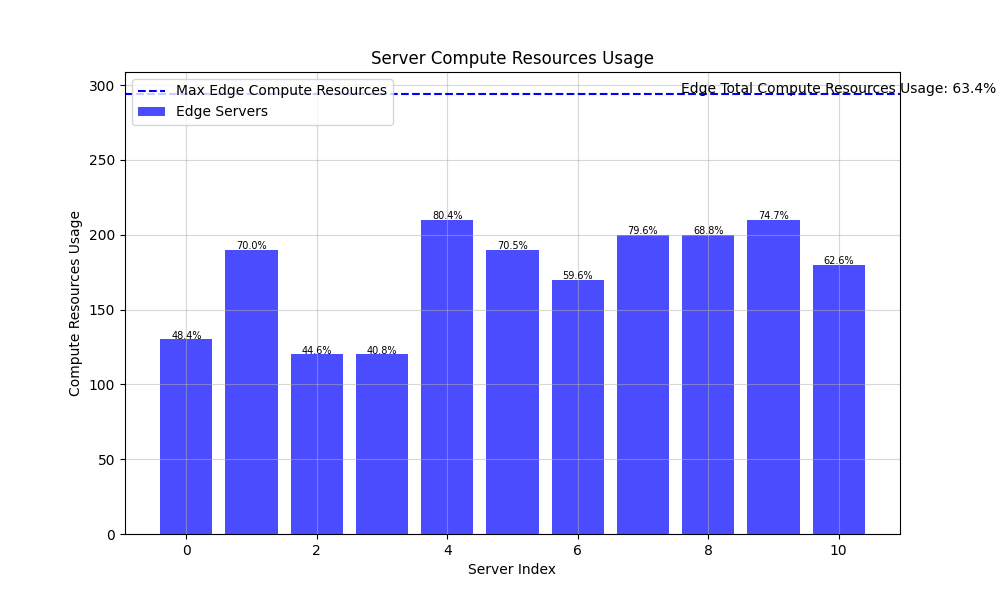 Server Compute Resources Usage
Max Edge Compute Resources
Edge Servers
Edge Total Compute Resources Usage: 63.4%
Compute Resources Usage
300
250
200
150
100
50
0
48.4%
70.0%
44.6%
40.8%
80.4%
70.5%
59.6%
79.6%
68.8%
74.7%
62.6%
0 2 4 6 8 10
Server Index